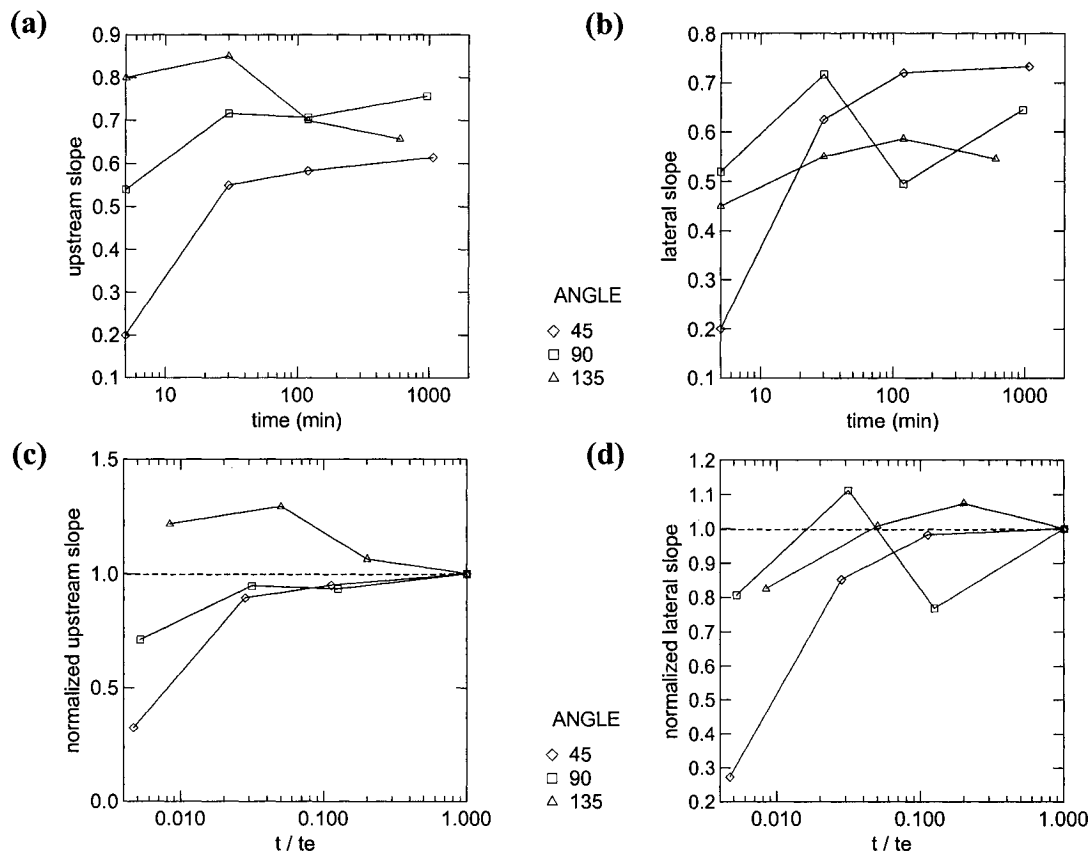 (a)
0.9
0.8
0.7
0.6
0.5
0.4
0.3
0.2
0.1
upstream slope
10 100 1000
time (min)
(b)
0.8
0.7
0.6
0.5
0.4
0.3
0.2
0.1
lateral slope
10 100 1000
time (min)
ANGLE
45
90
135
(c)
1.5
1.0
0.5
0.0
normalized upstream slope
0.010 0.100 1.000
t / te
(d)
1.2
1.1
1.0
0.9
0.8
0.7
0.6
0.5
0.4
0.3
0.2
normalized lateral slope
0.010 0.100 1.000
t / te
ANGLE
45
90
135